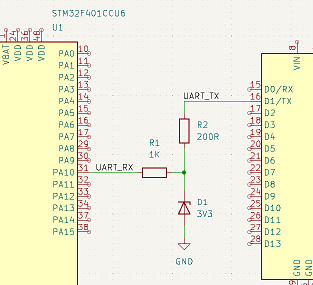 STM32F401CCU6
U1
VBAT
VDD
VDD
VDD
1
24
36
48
PA0 10
PA1 11
PA2 12
PA3 13
PA4 14
PA5 15
PA6 16
PA7 17
PA8 29
PA9 30
PA10 31
PA11 32
PA12 33
PA13 34
PA14 37
PA15 38
UART_RX
R1
1K
UART_TX
R2
200R
D1
3V3
GND
8
VIN
15 D0/RX
16 D1/TX
17 D2
18 D3
19 D4
20 D5
21 D6
22 D7
23 D8
24 D9
25 D10
26 D11
27 D12
28 D13
GND
GND